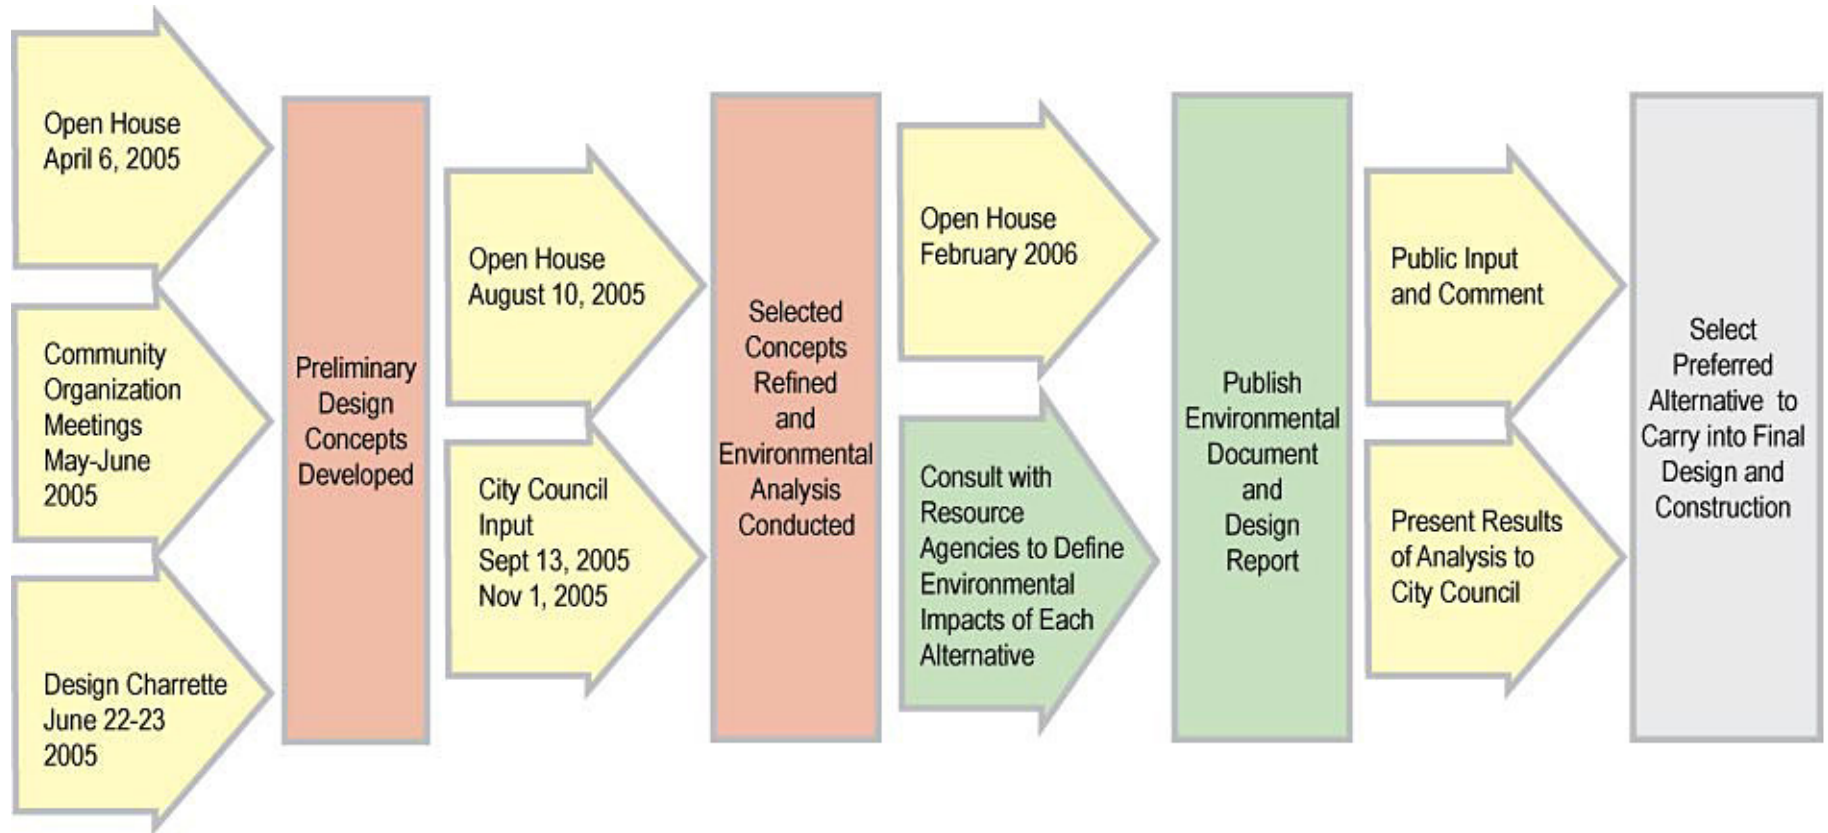 Open House
April 6, 2005
Community
Organization
Meetings
May-June
2005
Design Charrette
June 22-23
2005
Preliminary
Design
Concepts
Developed
Open House
August 10, 2005
City Council
Input
Sept 13, 2005
Nov 1, 2005
Selected
Concepts
Refined
and
Environmental
Analysis
Conducted
Open House
February 2006
Consult with
Resource
Agencies to Define
Environmental
Impacts of Each
Alternative
Publish
Environmental
Document
and
Design
Report
Public Input
and Comment
Present Results
of Analysis to
City Council
Select
Preferred
Alternative to
Carry into Final
Design and
Construction